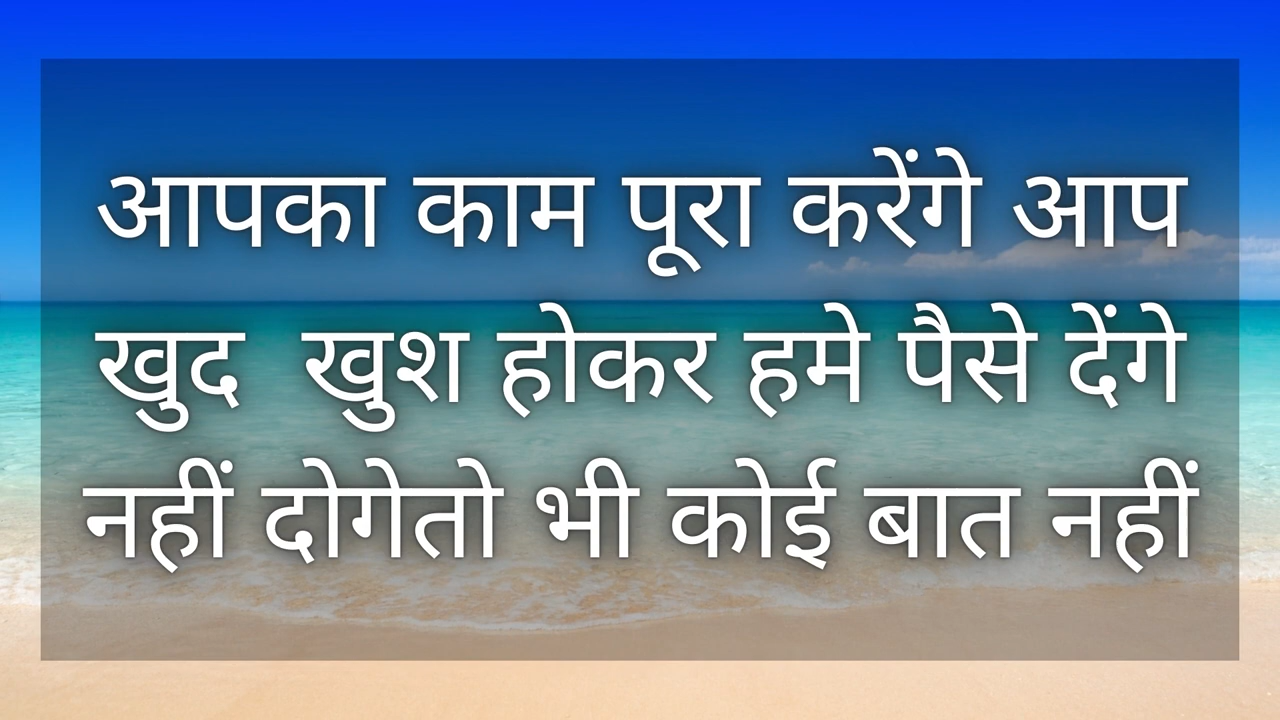 आपका काम पूरा करेंगे आप
खुद  खुश होकर हमे पैसे देंगे
नहीं दोगेतो भी कोई बात नहीं